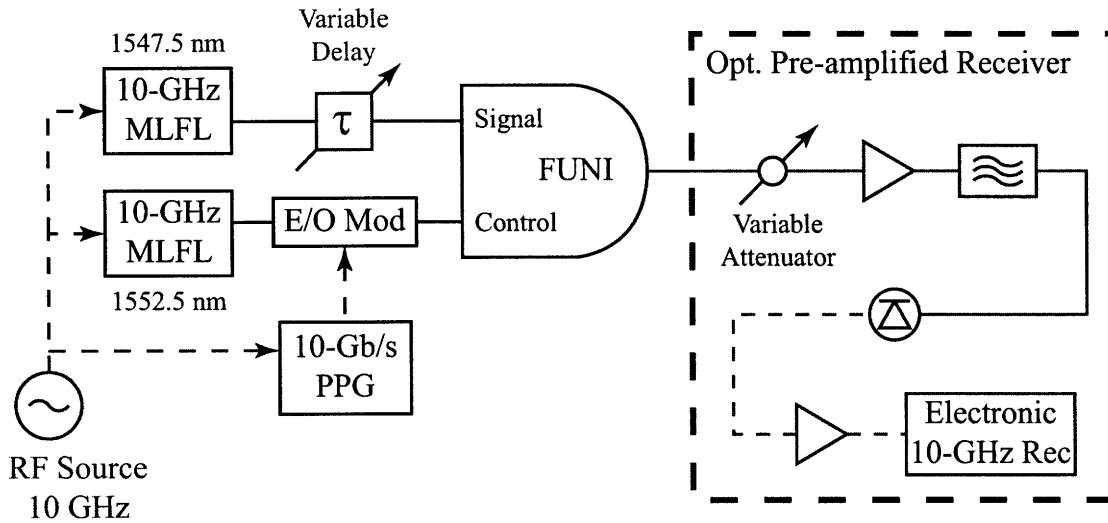 1547.5 nm
10-GHz
MLFL
Variable
Delay
τ
Signal
FUNI
Control
10-GHz
MLFL
1552.5 nm
E/O Mod
10-Gb/s
PPG
RF Source
10 GHz
Opt. Pre-amplified Receiver
Variable
Attenuator
Electronic
10-GHz Rec